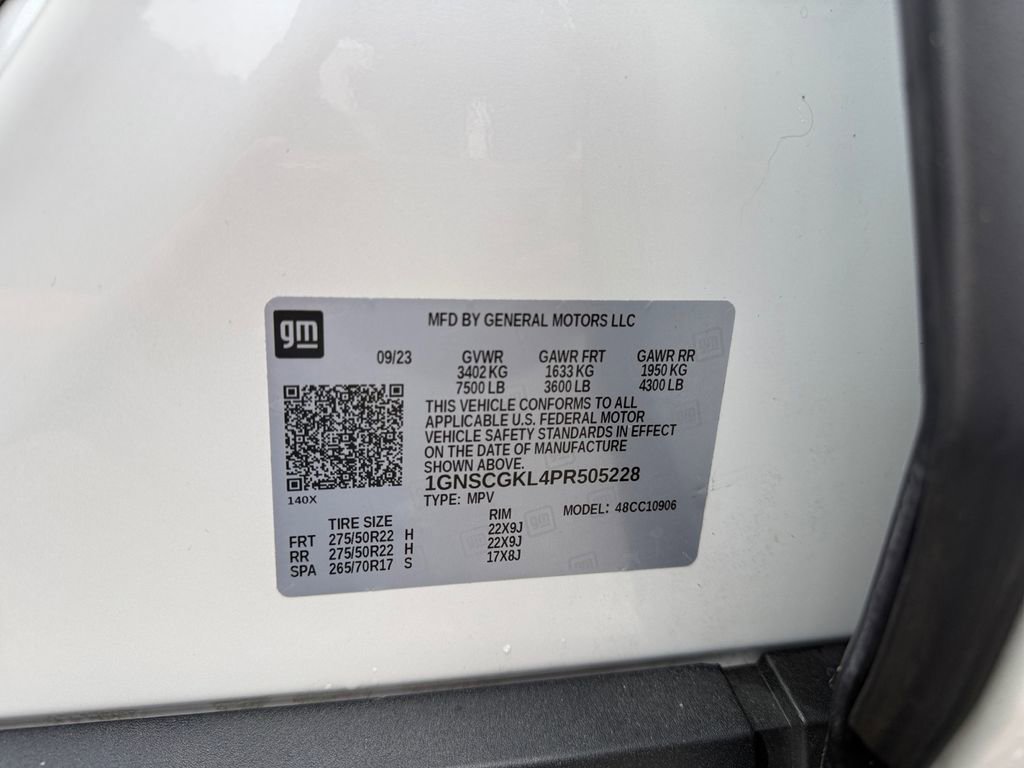 gm
MFD BY GENERAL MOTORS LLC
09/23 GVWR GAWR FRT GAWR RR
3402 KG 1633 KG 1950 KG
7500 LB 3600 LB 4300 LB
THIS VEHICLE CONFORMS TO ALL
APPLICABLE U.S. FEDERAL MOTOR
VEHICLE SAFETY STANDARDS IN EFFECT
ON THE DATE OF MANUFACTURE
SHOWN ABOVE.
1GNSCGKL4PR505228
140X
TYPE: MPV
MODEL: 48CC10906
TIRE SIZE RIM
FRT 275/50R22 H 22X9J
RR 275/50R22 H 22X9J
SPA 265/70R17 S 17X8J